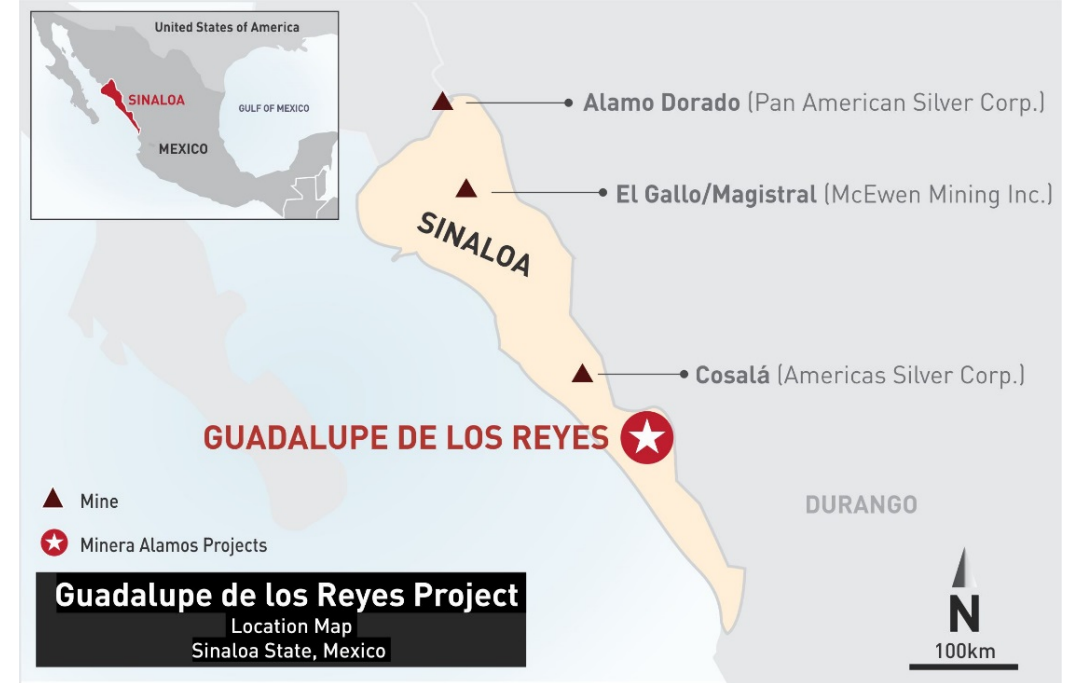 United States of America
SINALOA
GULF OF MEXICO
MEXICO
Alamo Dorado (Pan American Silver Corp.)
El Gallo/Magistral (McEwen Mining Inc.)
SINALOA
Cosalá (Americas Silver Corp.)
GUADALUPE DE LOS REYES
Mine
Minera Alamos Projects
DURANGO
Guadalupe de los Reyes Project
Location Map
Sinaloa State, Mexico
N
100km